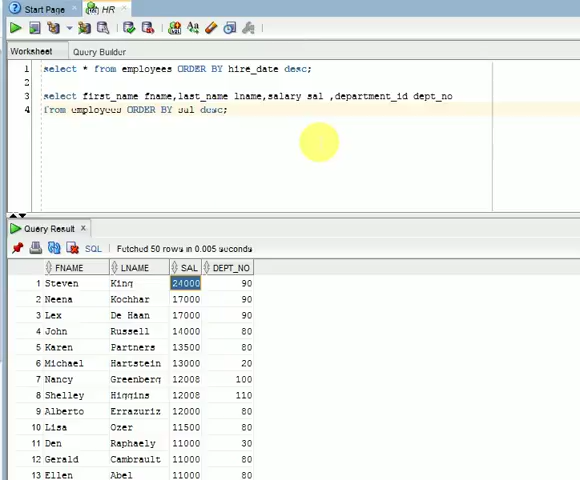 Start Page HR
Worksheet Query Builder
1 select * from employees ORDER BY hire_date desc;
2
3 select first_name fname,last_name lname,salary sal ,department_id dept_no
4 from employees ORDER BY sal desc;
Query Result
SQL Fetched 50 rows in 0.005 seconds
FNAME LNAME SAL DEPT_NO
1 Steven King 24000 90
2 Neena Kochhar 17000 90
3 Lex De Haan 17000 90
4 John Russell 14000 80
5 Karen Partners 13500 80
6 Michael Hartstein 13000 20
7 Nancy Greenberg 12008 100
8 Shelley Higgins 12008 110
9 Alberto Errazuriz 12000 80
10 Lisa Ozer 11500 80
11 Den Raphaely 11000 30
12 Gerald Cambrault 11000 80
13 Ellen Abel 11000 80